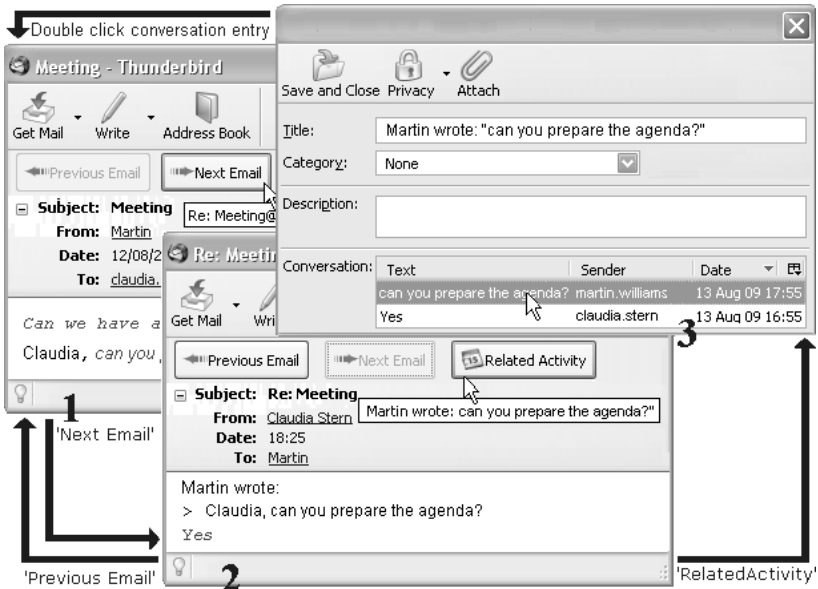 Double click conversation entry
Meeting - Thunderbird
Get Mail Write Address Book
Previous Email Next Email
Subject: Meeting
Re: Meeting@
From: Martin
Date: 12/08/2
To: claudia.
Can we have a
Claudia, can you
1
'Next Email'
'Previous Email'
Save and Close Privacy Attach
Title: Martin wrote: "can you prepare the agenda?"
Category: None
Description:
Conversation: Text Sender Date
can you prepare the agenda? martin.williams 13 Aug 09 17:55
Yes claudia.stern 13 Aug 09 16:55
3
Re: Meeti
Get Mail Wri
Previous Email Next Email 15 Related Activity
Subject: Re: Meeting
Martin wrote: can you prepare the agenda?"
From: Claudia Stern
Date: 18:25
To: Martin
Martin wrote:
> Claudia, can you prepare the agenda?
Yes
2
'RelatedActivity'